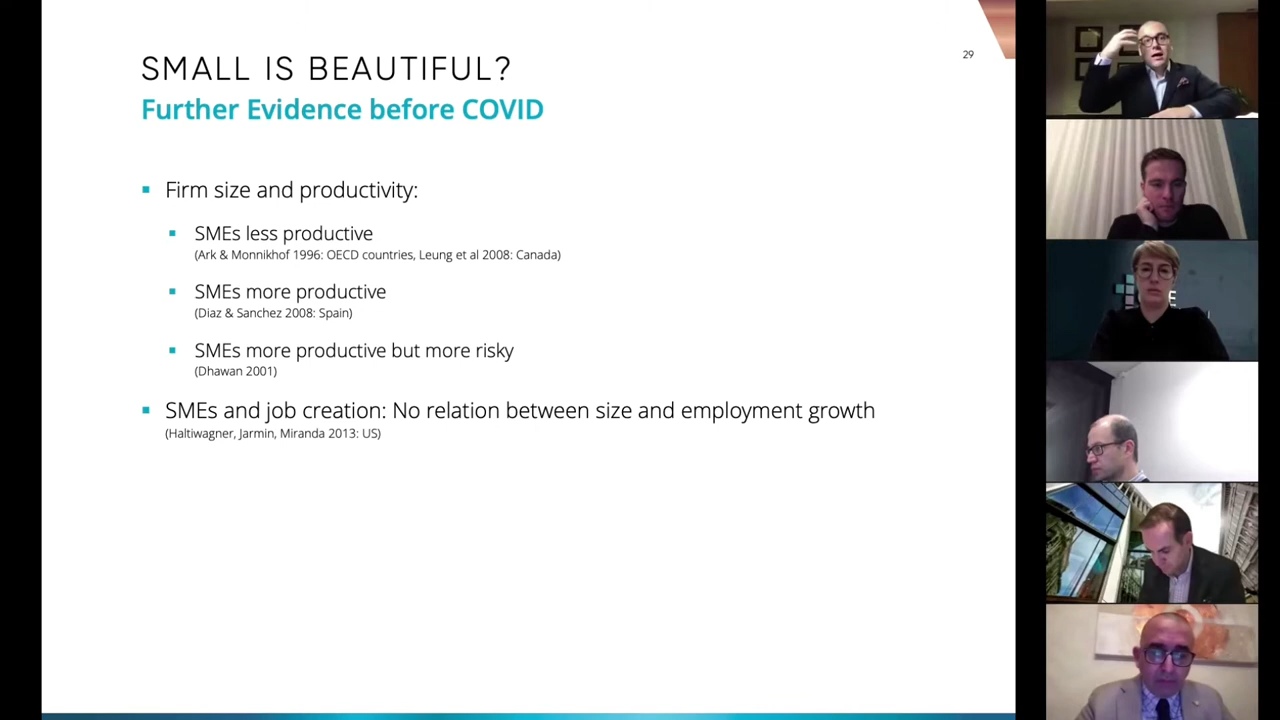 29
SMALL IS BEAUTIFUL?
Further Evidence before COVID
Firm size and productivity:
SMEs less productive
(Ark & Monnikhof 1996: OECD countries, Leung et al 2008: Canada)
SMEs more productive
(Diaz & Sanchez 2008: Spain)
SMEs more productive but more risky
(Dhawan 2001)
SMEs and job creation: No relation between size and employment growth
(Haltiwagner, Jarmin, Miranda 2013: US)